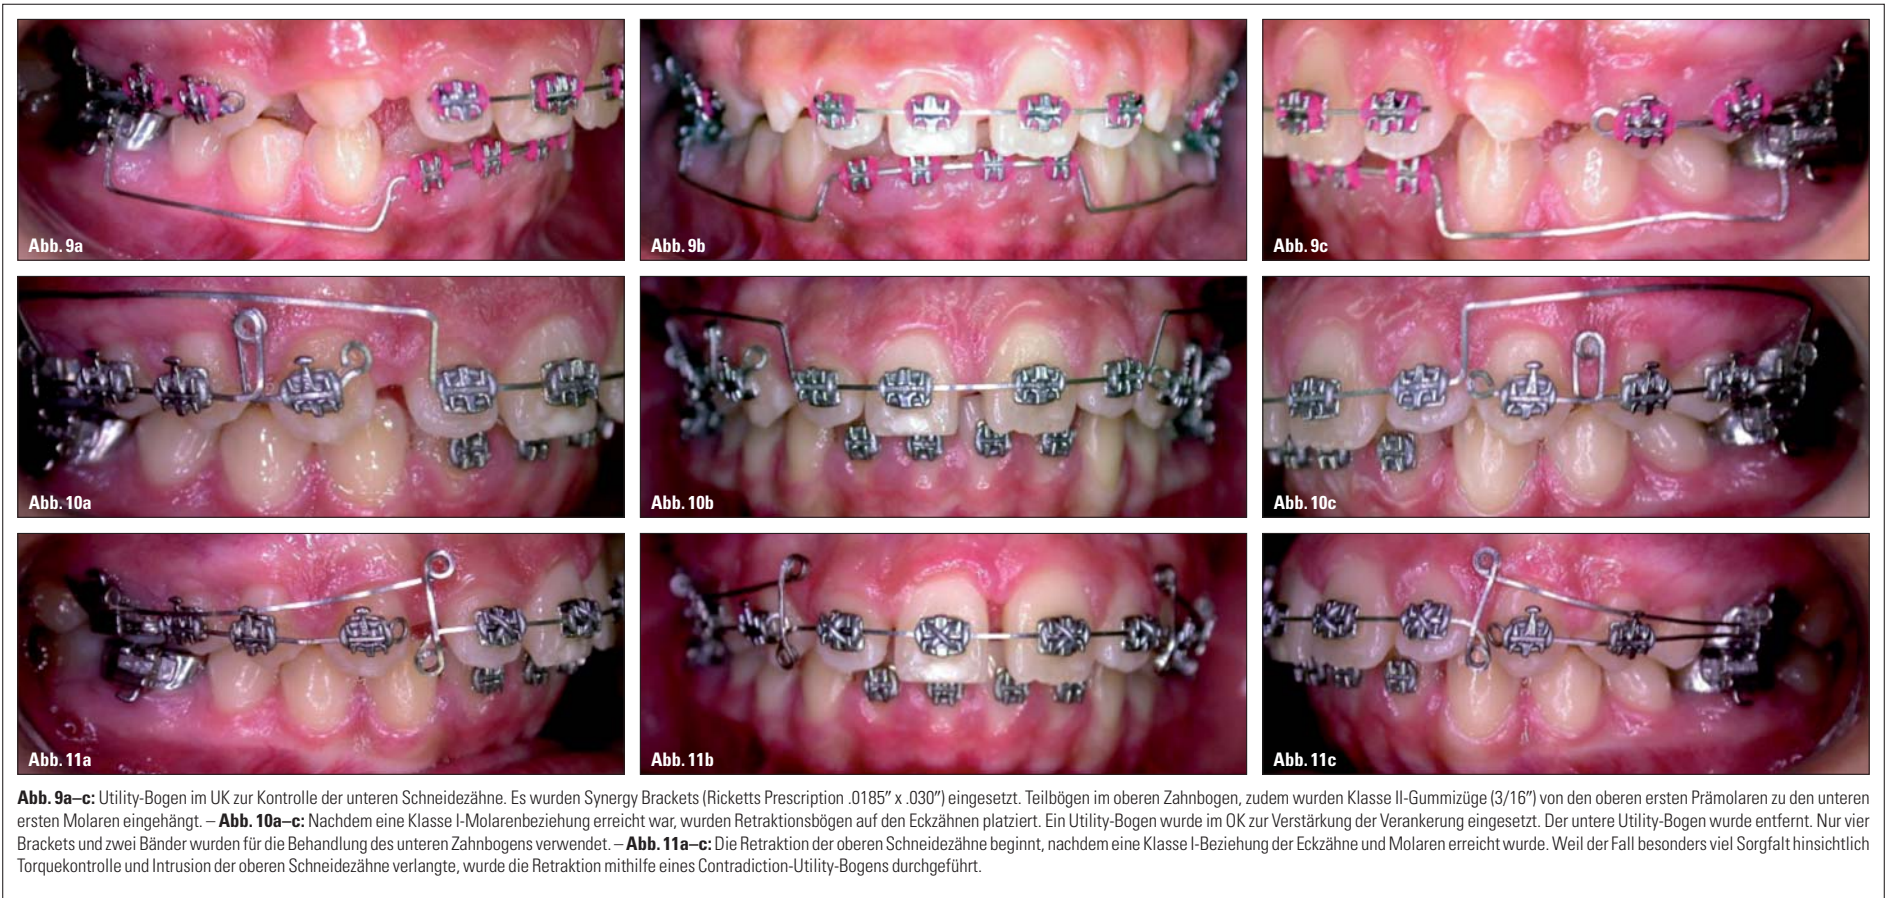 Abb. 9a
Abb. 9b
Abb. 9c
Abb. 10a
Abb. 10b
Abb. 10c
Abb. 11a
Abb. 11b
Abb. 11c
Abb. 9a–c: Utility-Bogen im UK zur Kontrolle der unteren Schneidezähne. Es wurden Synergy Brackets (Ricketts Prescription .0185″ x .030″) eingesetzt. Teilbögen im oberen Zahnbogen, zudem wurden Klasse II-Gummizüge (3/16″) von den oberen ersten Prämolaren zu den unteren
ersten Molaren eingehängt. – Abb. 10a–c: Nachdem eine Klasse I-Molarenbeziehung erreicht war, wurden Retraktionsbögen auf den Eckzähnen platziert. Ein Utility-Bogen wurde im OK zur Verstärkung der Verankerung eingesetzt. Der untere Utility-Bogen wurde entfernt. Nur vier
Brackets und zwei Bänder wurden für die Behandlung des unteren Zahnbogens verwendet. – Abb. 11a–c: Die Retraktion der oberen Schneidezähne beginnt, nachdem eine Klasse I-Beziehung der Eckzähne und Molaren erreicht wurde. Weil der Fall besonders viel Sorgfalt hinsichtlich
Torquekontrolle und Intrusion der oberen Schneidezähne verlangte, wurde die Retraktion mithilfe eines Contradiction-Utility-Bogens durchgeführt.